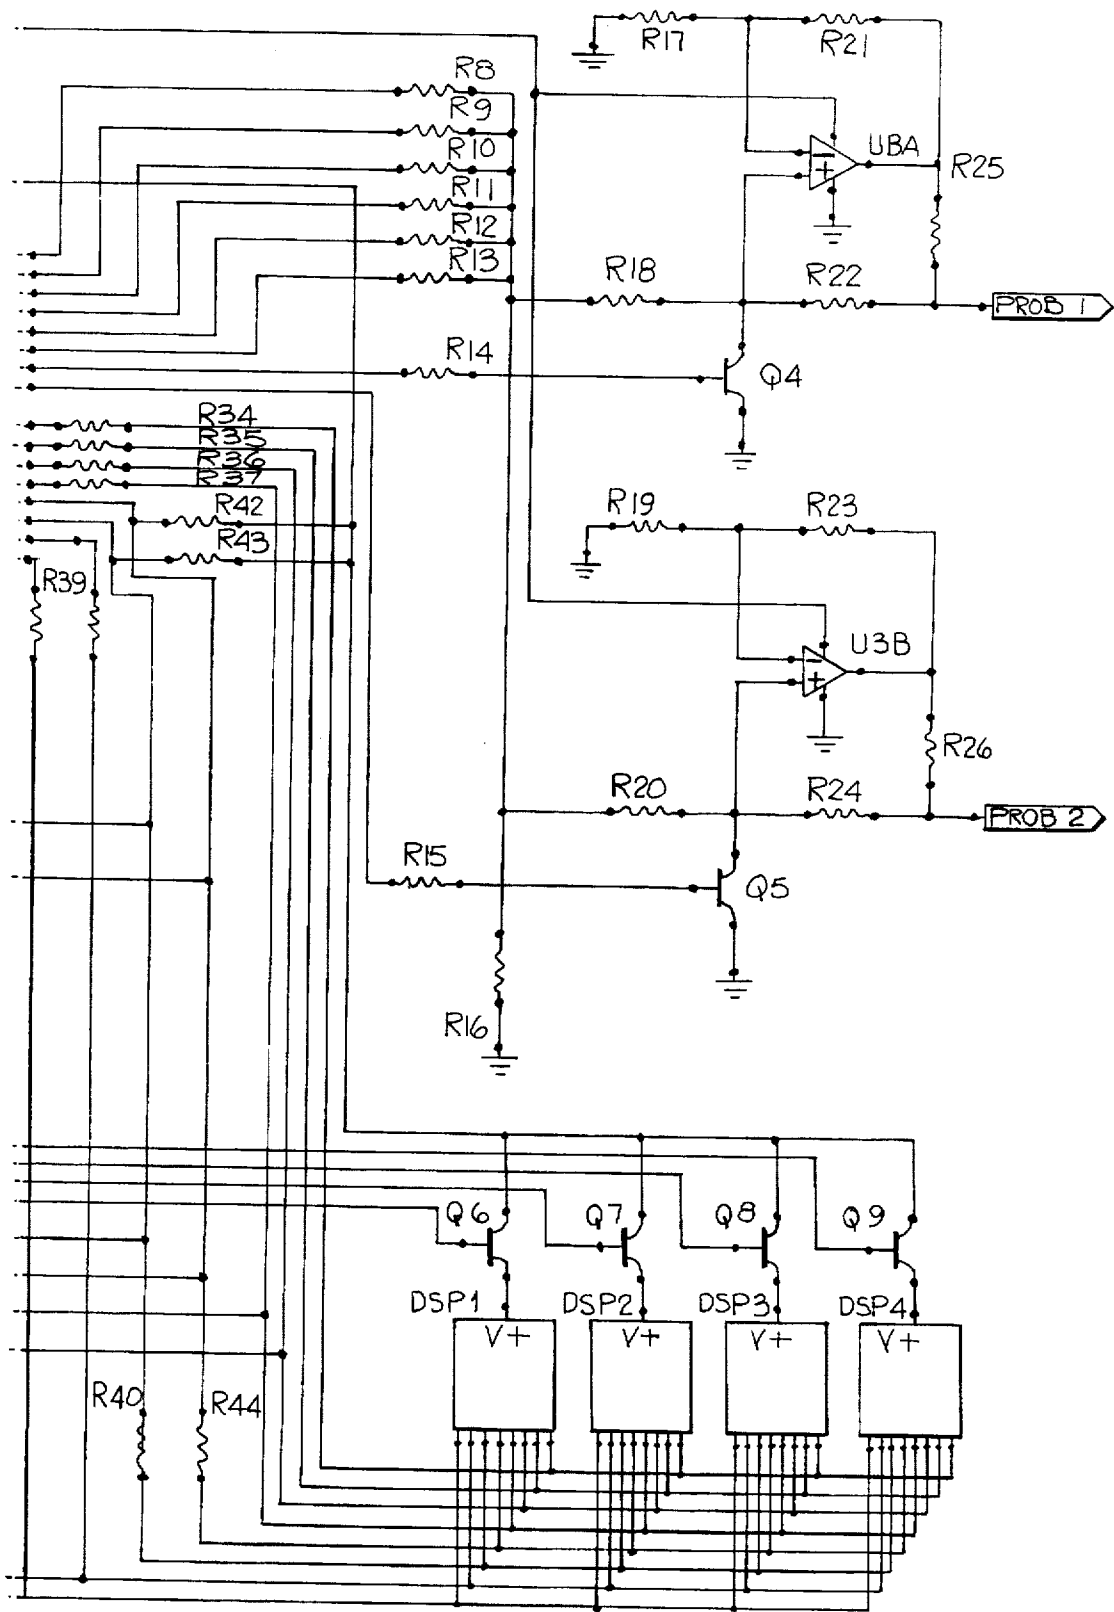 R17
R21
R8
R9
R10
R11
R12
R13
UBA
R25
R18
R22
PROB 1
R14
Q4
R34
R35
R36
R37
R42
R43
R39
R19
R23
U3B
R26
R20
R24
PROB 2
R15
Q5
R16
Q6
Q7
Q8
Q9
DSP1
DSP2
DSP3
DSP4
V+
V+
V+
V+
R40
R44